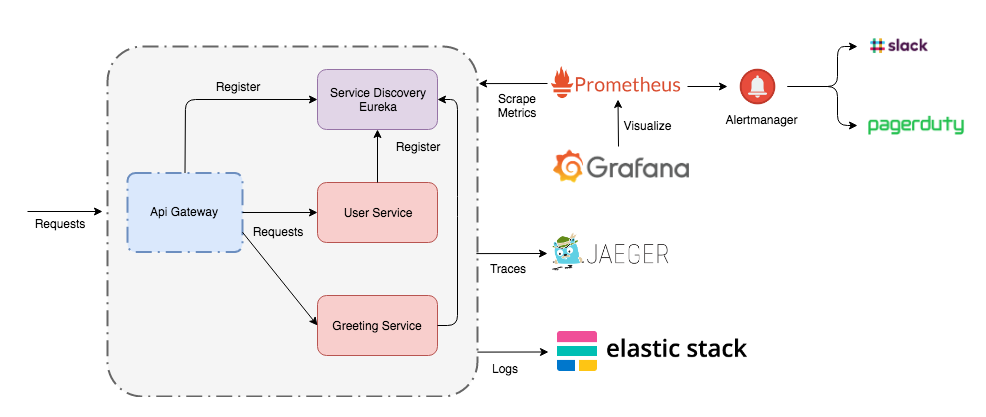 slack
Register
Service Discovery
Eureka
Prometheus
Scrape
Metrics
Alertmanager
Visualize
pagerduty
Register
Grafana
Api Gateway
User Service
Requests
Requests
JAEGER
Traces
Greeting Service
elastic stack
Logs